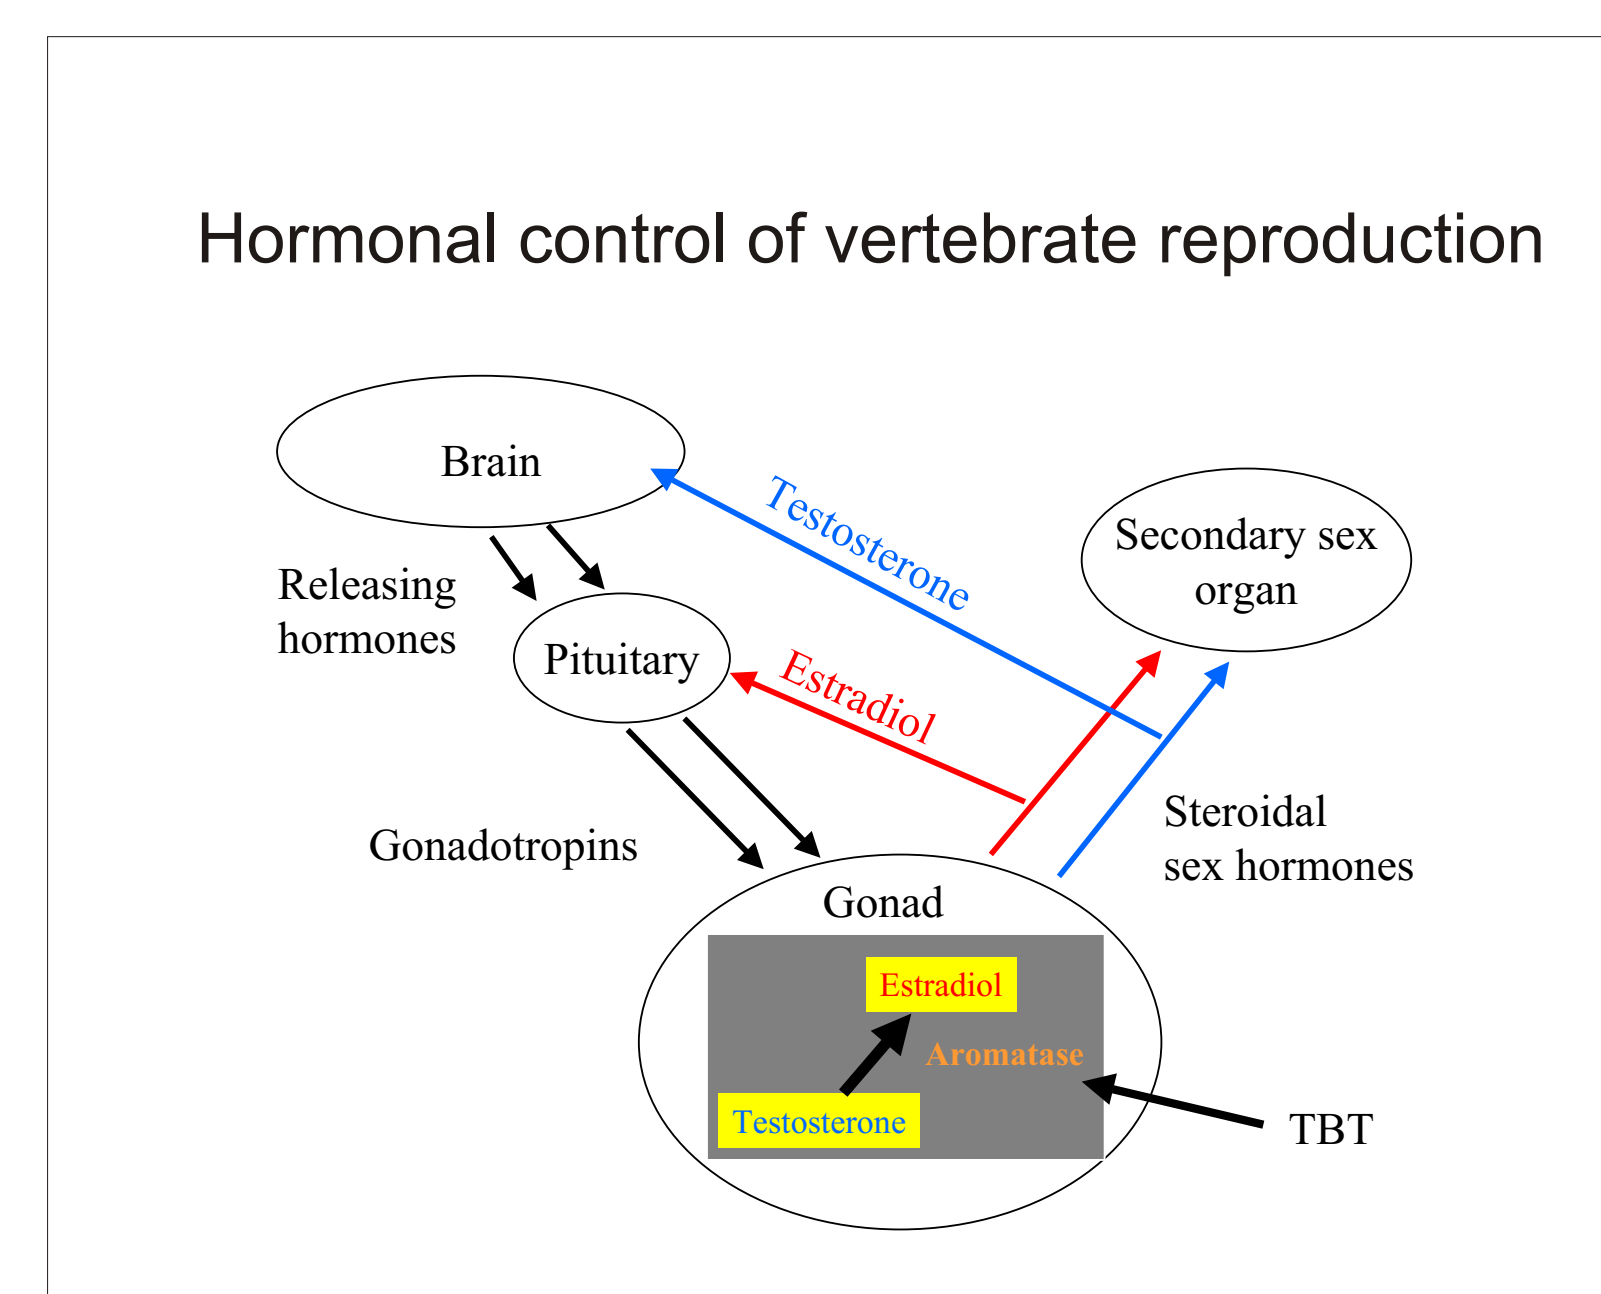 Hormonal control of vertebrate reproduction
Brain
Testosterone
Secondary sex
organ
Releasing
hormones
Pituitary
Estradiol
Steroidal
sex hormones
Gonadotropins
Gonad
Estradiol
Aromatase
Testosterone
TBT